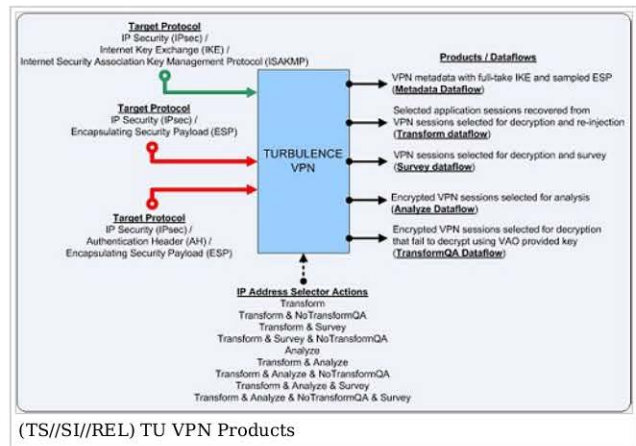 Target Protocol
IP Security (IPsec) /
Internet Key Exchange (IKE) /
Internet Security Association Key Management Protocol (ISAKMP)
Target Protocol
IP Security (IPsec) /
Encapsulating Security Payload (ESP)
Target Protocol
IP Security (IPsec) /
Authentication Header (AH) /
Encapsulating Security Payload (ESP)
TURBULENCE
VPN
Products / Dataflows
VPN metadata with full-take IKE and sampled ESP
(Metadata Dataflow)
Selected application sessions recovered from
VPN sessions selected for decryption and re-injection
(Transform dataflow)
VPN sessions selected for decryption and survey
(Survey dataflow)
Encrypted VPN sessions selected for analysis
(Analyze Dataflow)
Encrypted VPN sessions selected for decryption
that fail to decrypt using VAO provided key
(TransformQA Dataflow)
IP Address Selector Actions
Transform
Transform & NoTransformQA
Transform & Survey
Transform & Survey & NoTransformQA
Analyze
Transform & Analyze
Transform & Analyze & NoTransformQA
Transform & Analyze & Survey
Transform & Analyze & NoTransformQA & Survey
(TS//SI//REL) TU VPN Products